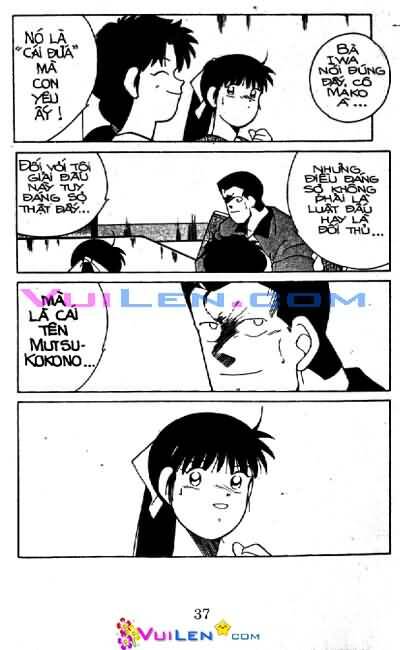 NÓ LÀ
"CÁI ĐỨA"
MÀ
CON
YÊU
ẤY !
BÀ
IWA
NÓI ĐÚNG
ĐẤY, CÔ
MAKO
Ạ ...
ĐỐI VỚI TÔI
GIẢI ĐẤU
NÀY TUY
ĐÁNG SỢ
THẬT ĐẤY...
NHƯNG,
ĐIỀU ĐÁNG
SỢ KHÔNG
PHẢI LÀ
LUẬT ĐẤU
HAY LÀ
ĐỐI THỦ...
VUILEN.COM
MÀ
LÀ CÁI
TÊN
MUTSU-
KOKONO...
37
VUILEN.COM